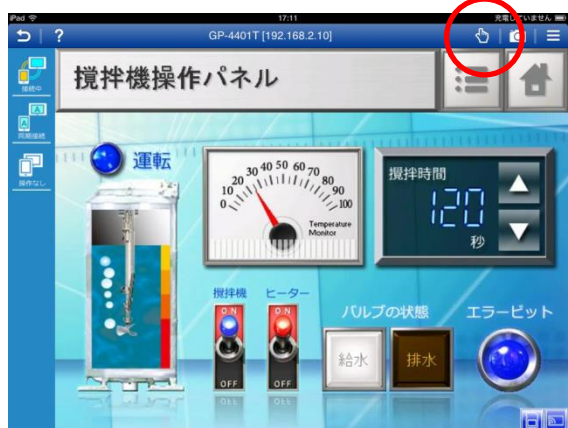 iPad 17:11 充電していません
? GP-4401T [192.168.2.10]
接続中
撹拌機操作パネル
A
A
同期接続
操作なし
運転
0 10 20 30 40 50 60 70 80 90 100
Temperature
Monitor
撹拌時間
120
秒
撹拌機 ヒーター
ON ON
OFF OFF
バルブの状態 エラービット
給水 排水